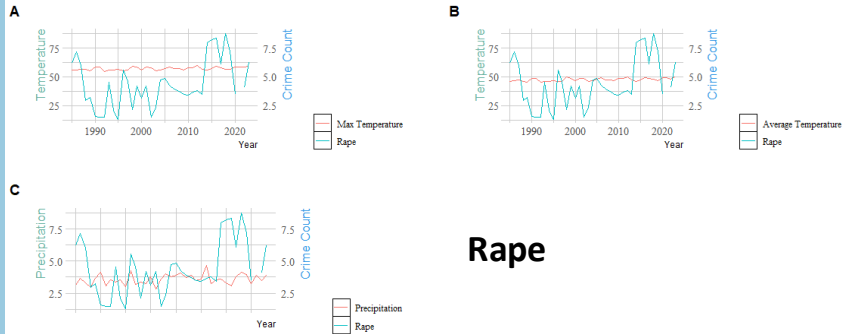 A
Temperature
75
50
25
7.5
5.0
2.5
Crime Count
1990
2000
2010
2020
Year
Max Temperature
Rape
B
Temperature
75
50
25
7.5
5.0
2.5
Crime Count
1990
2000
2010
2020
Year
Average Temperature
Rape
C
Precipitation
7.5
5.0
2.5
7.5
5.0
2.5
Crime Count
Year
Precipitation
Rape
Rape